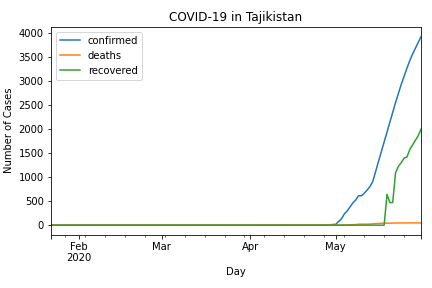 COVID-19 in Tajikistan
confirmed
deaths
recovered
4000
3500
3000
2500
2000
1500
1000
500
0
Number of Cases
Feb
2020
Mar
Apr
May
Day